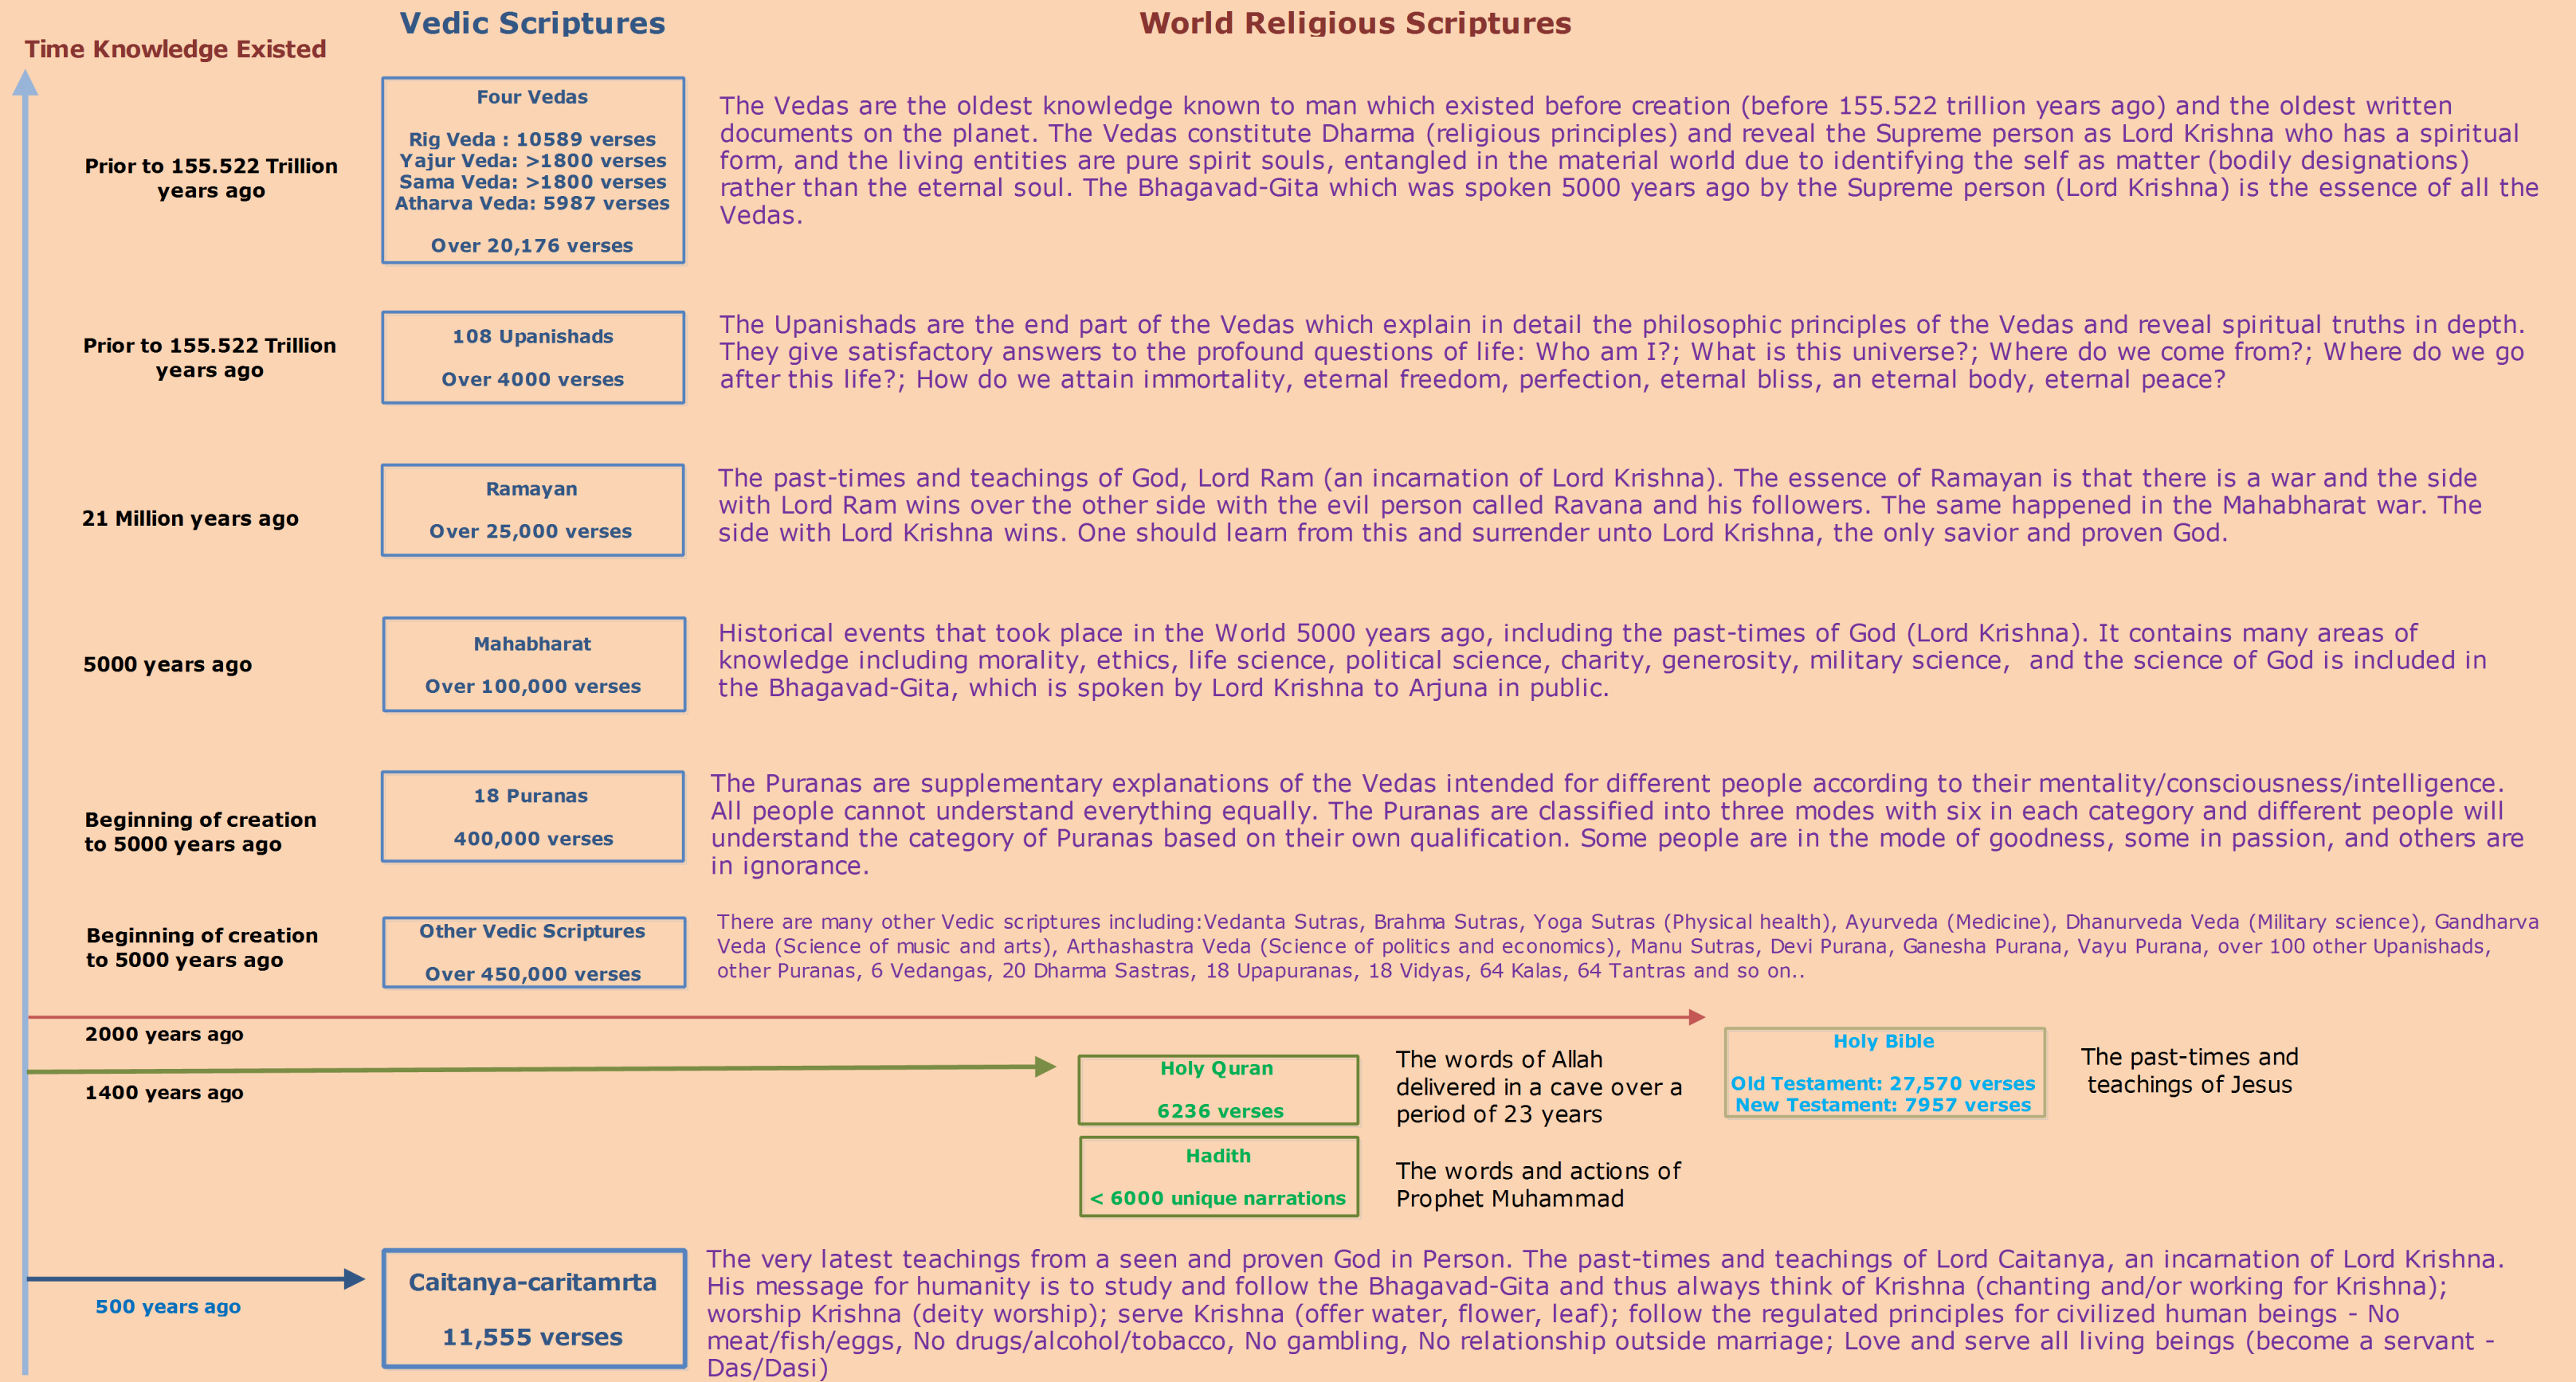 Vedic Scriptures
World Religious Scriptures
Time Knowledge Existed
Prior to 155.522 Trillion
years ago
Four Vedas
Rig Veda : 10589 verses
Yajur Veda: >1800 verses
Sama Veda: >1800 verses
Atharva Veda: 5987 verses
Over 20,176 verses
The Vedas are the oldest knowledge known to man which existed before creation (before 155.522 trillion years ago) and the oldest written
documents on the planet. The Vedas constitute Dharma (religious principles) and reveal the Supreme person as Lord Krishna who has a spiritual
form, and the living entities are pure spirit souls, entangled in the material world due to identifying the self as matter (bodily designations)
rather than the eternal soul. The Bhagavad-Gita which was spoken 5000 years ago by the Supreme person (Lord Krishna) is the essence of all the
Vedas.
Prior to 155.522 Trillion
years ago
108 Upanishads
Over 4000 verses
The Upanishads are the end part of the Vedas which explain in detail the philosophic principles of the Vedas and reveal spiritual truths in depth.
They give satisfactory answers to the profound questions of life: Who am I?; What is this universe?; Where do we come from?; Where do we go
after this life?; How do we attain immortality, eternal freedom, perfection, eternal bliss, an eternal body, eternal peace?
21 Million years ago
Ramayan
Over 25,000 verses
The past-times and teachings of God, Lord Ram (an incarnation of Lord Krishna). The essence of Ramayan is that there is a war and the side
with Lord Ram wins over the other side with the evil person called Ravana and his followers. The same happened in the Mahabharat war. The
side with Lord Krishna wins. One should learn from this and surrender unto Lord Krishna, the only savior and proven God.
5000 years ago
Mahabharat
Over 100,000 verses
Historical events that took place in the World 5000 years ago, including the past-times of God (Lord Krishna). It contains many areas of
knowledge including morality, ethics, life science, political science, charity, generosity, military science,  and the science of God is included in
the Bhagavad-Gita, which is spoken by Lord Krishna to Arjuna in public.
Beginning of creation
to 5000 years ago
18 Puranas
400,000 verses
The Puranas are supplementary explanations of the Vedas intended for different people according to their mentality/consciousness/intelligence.
All people cannot understand everything equally. The Puranas are classified into three modes with six in each category and different people will
understand the category of Puranas based on their own qualification. Some people are in the mode of goodness, some in passion, and others are
in ignorance.
Beginning of creation
to 5000 years ago
Other Vedic Scriptures
Over 450,000 verses
There are many other Vedic scriptures including:Vedanta Sutras, Brahma Sutras, Yoga Sutras (Physical health), Ayurveda (Medicine), Dhanurveda Veda (Military science), Gandharva
Veda (Science of music and arts), Arthashastra Veda (Science of politics and economics), Manu Sutras, Devi Purana, Ganesha Purana, Vayu Purana, over 100 other Upanishads,
other Puranas, 6 Vedangas, 20 Dharma Sastras, 18 Upapuranas, 18 Vidyas, 64 Kalas, 64 Tantras and so on..
2000 years ago
Holy Bible
Old Testament: 27,570 verses
New Testament: 7957 verses
The past-times and
teachings of Jesus
1400 years ago
Holy Quran
6236 verses
The words of Allah
delivered in a cave over a
period of 23 years
Hadith
< 6000 unique narrations
The words and actions of
Prophet Muhammad
500 years ago
Caitanya-caritamrta
11,555 verses
The very latest teachings from a seen and proven God in Person. The past-times and teachings of Lord Caitanya, an incarnation of Lord Krishna.
His message for humanity is to study and follow the Bhagavad-Gita and thus always think of Krishna (chanting and/or working for Krishna);
worship Krishna (deity worship); serve Krishna (offer water, flower, leaf); follow the regulated principles for civilized human beings - No
meat/fish/eggs, No drugs/alcohol/tobacco, No gambling, No relationship outside marriage; Love and serve all living beings (become a servant -
Das/Dasi)